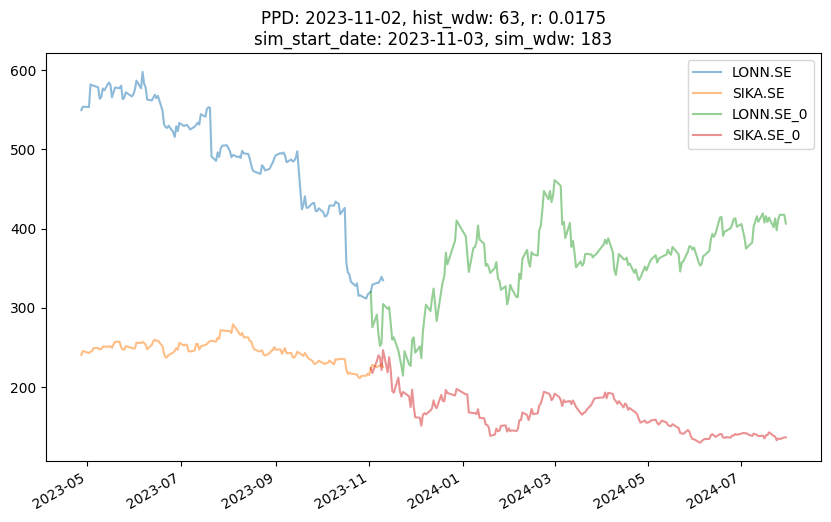 PPD: 2023-11-02, hist_wdw: 63, r: 0.0175
sim_start_date: 2023-11-03, sim_wdw: 183
LONN.SE
SIKA.SE
LONN.SE_0
SIKA.SE_0
600
500
400
300
200
2023-05
2023-07
2023-09
2023-11
2024-01
2024-03
2024-05
2024-07